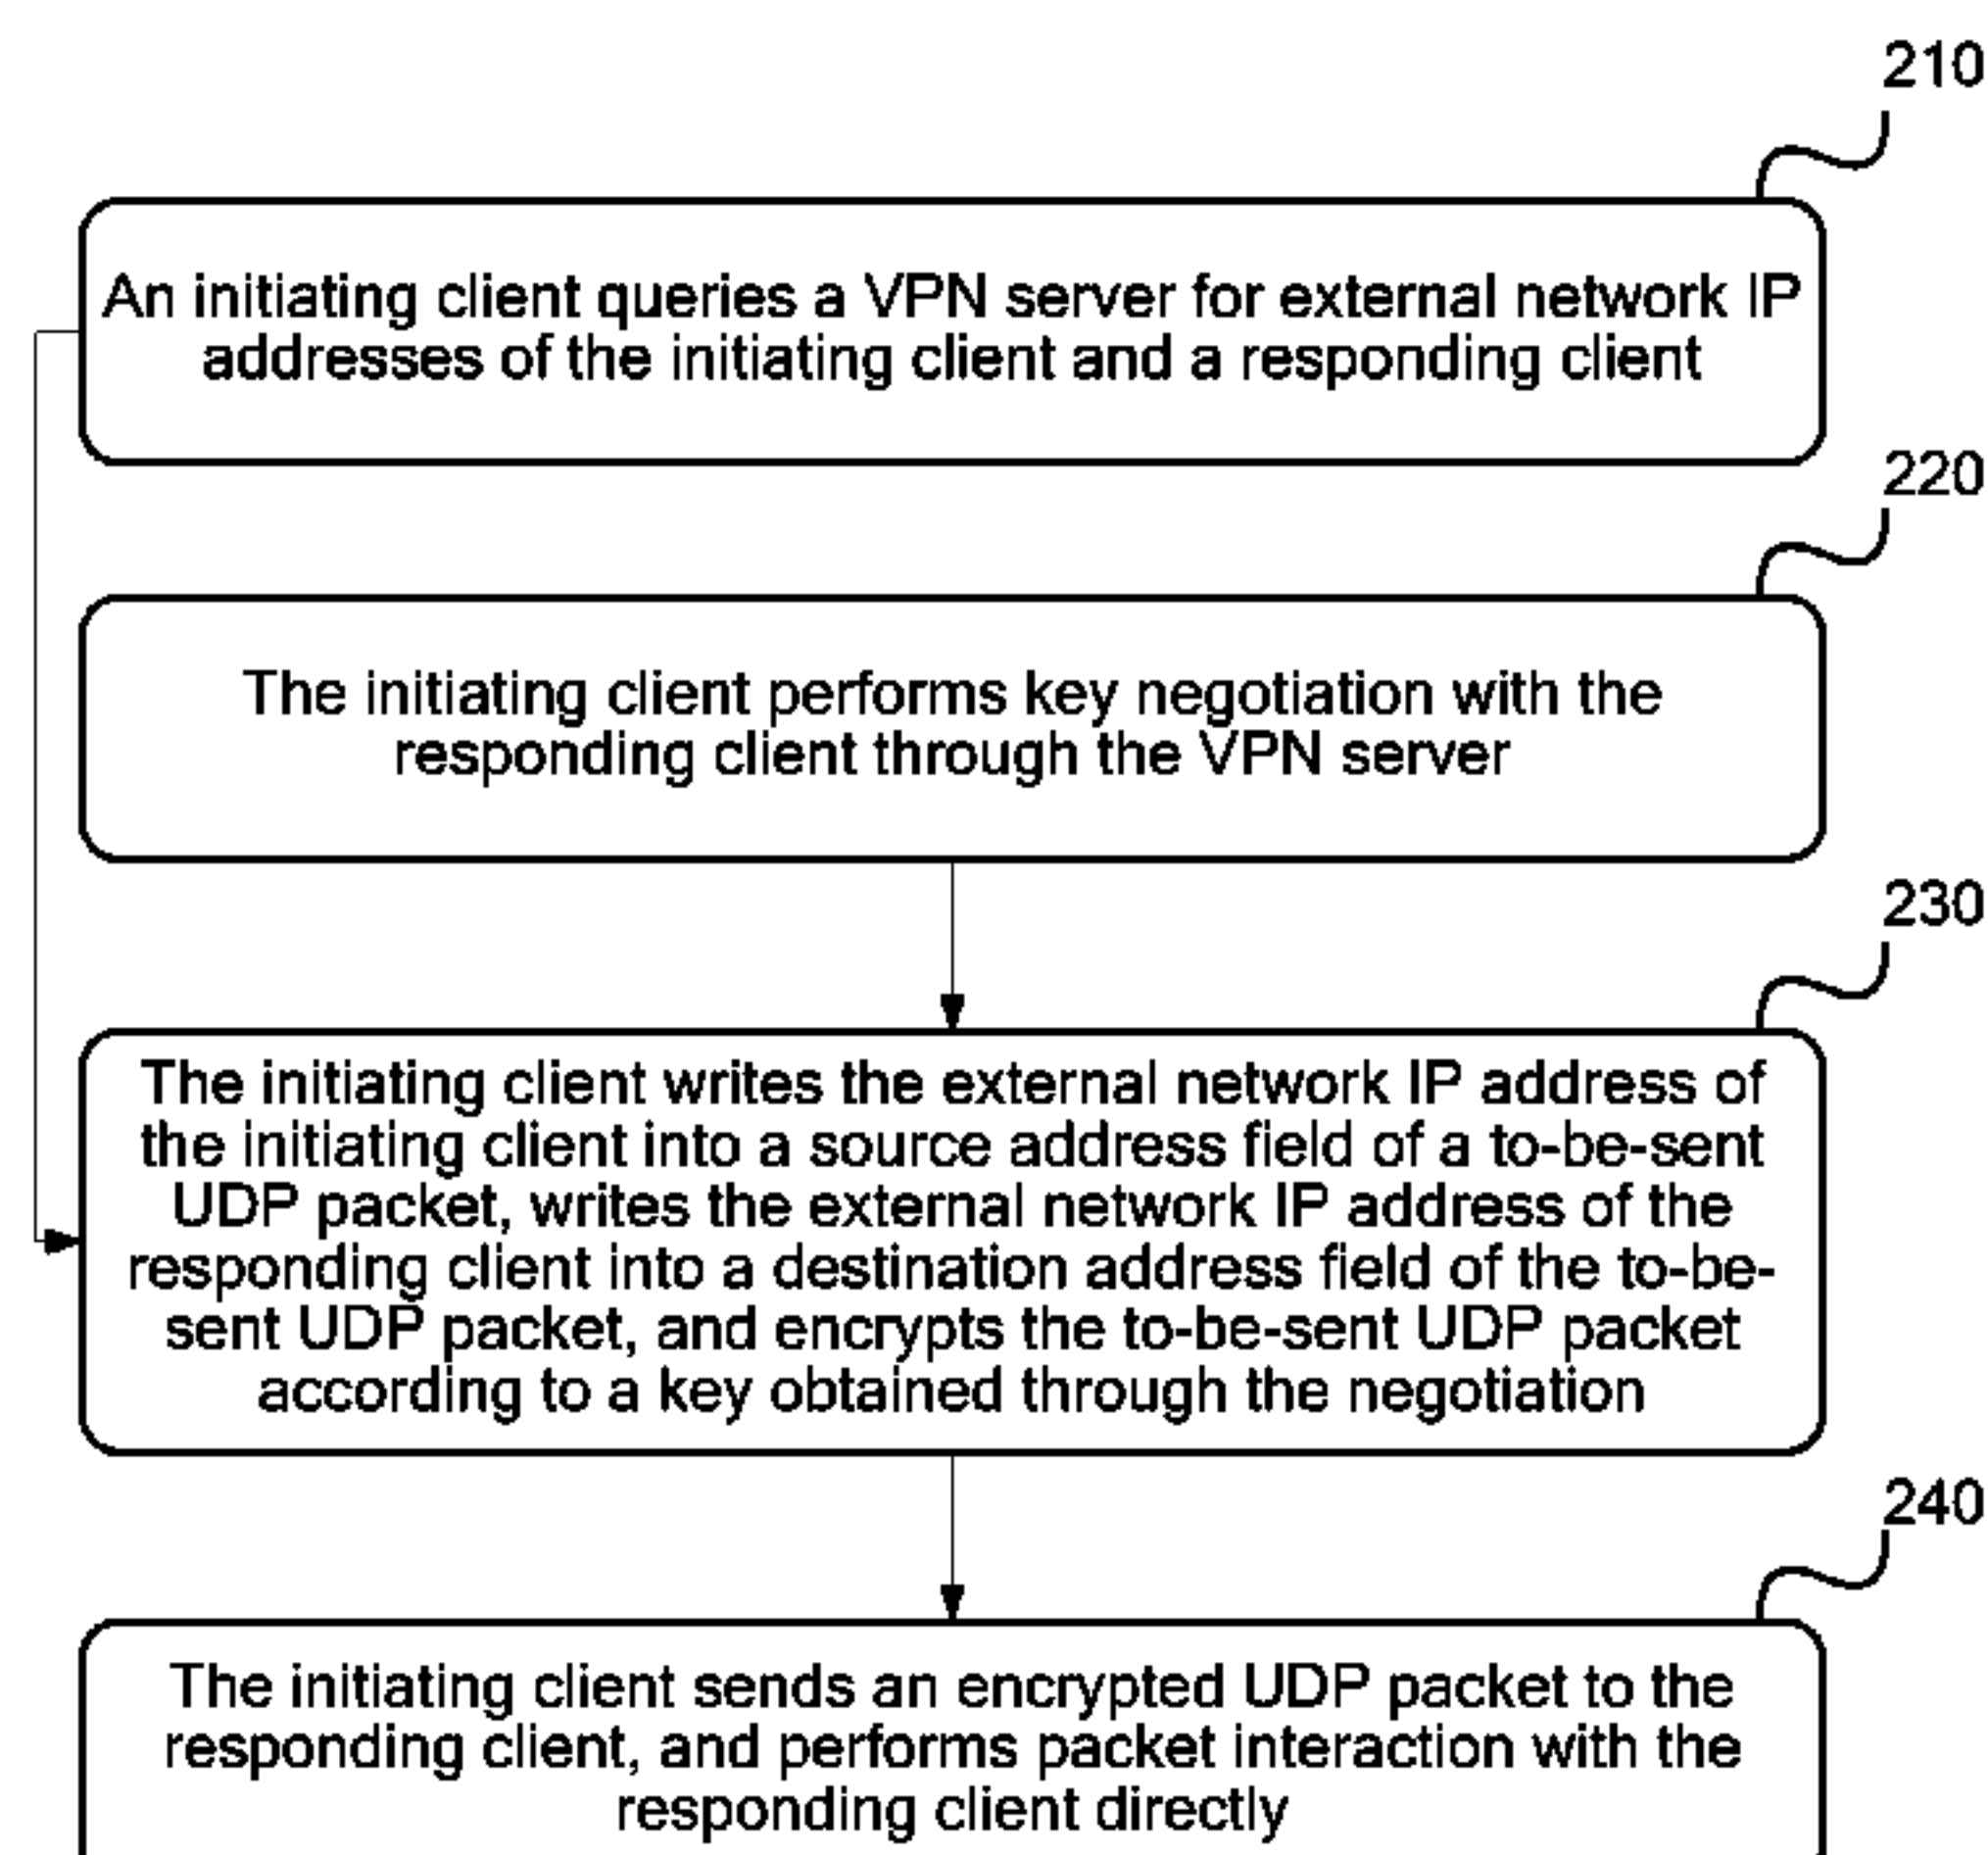 210
An initiating client queries a VPN server for external network IP
addresses of the initiating client and a responding client
220
The initiating client performs key negotiation with the
responding client through the VPN server
230
The initiating client writes the external network IP address of
the initiating client into a source address field of a to-be-sent
UDP packet, writes the external network IP address of the
responding client into a destination address field of the to-be-
sent UDP packet, and encrypts the to-be-sent UDP packet
according to a key obtained through the negotiation
240
The initiating client sends an encrypted UDP packet to the
responding client, and performs packet interaction with the
responding client directly